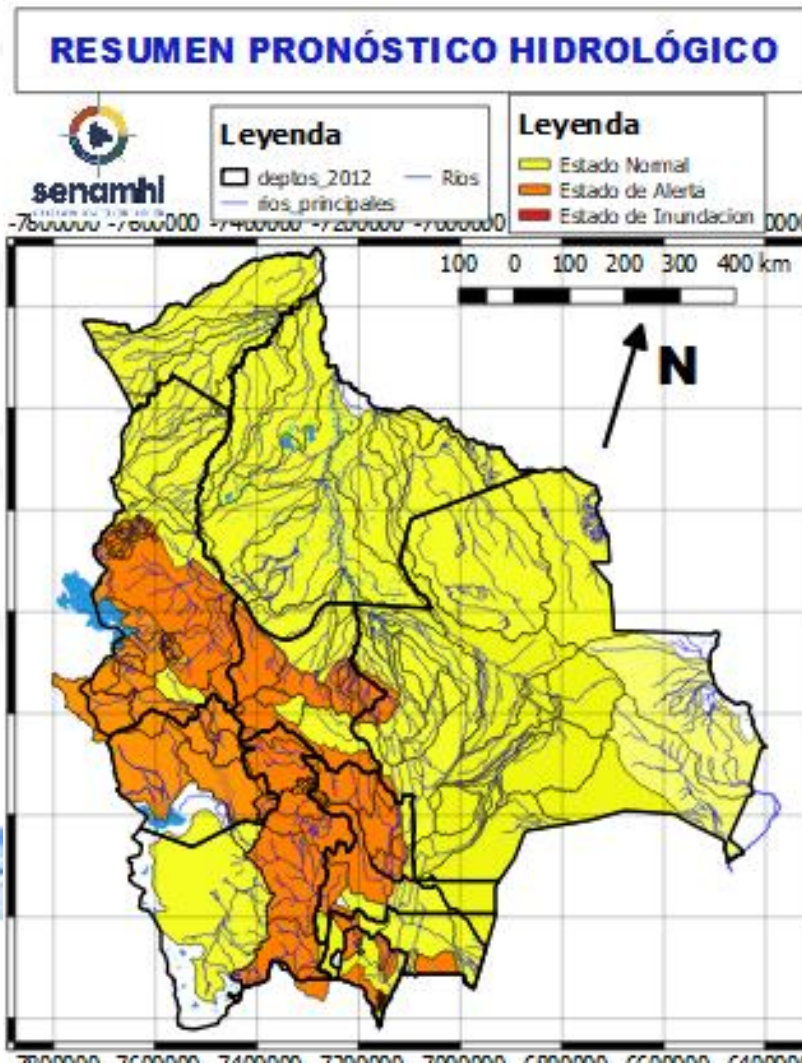 RESUMEN PRONÓSTICO HIDROLÓGICO
senamhi
Leyenda
deptos_2012
Rios
rios_principales
Leyenda
Estado Normal
Estado de Alerta
Estado de Inundacion
-7800000 -7600000 -7400000 -7200000 -7000000
100 0 100 200 300 400 km
N
-7800000 -7600000 -7400000 -7200000 -7000000 -6800000 -6600000 -6400000